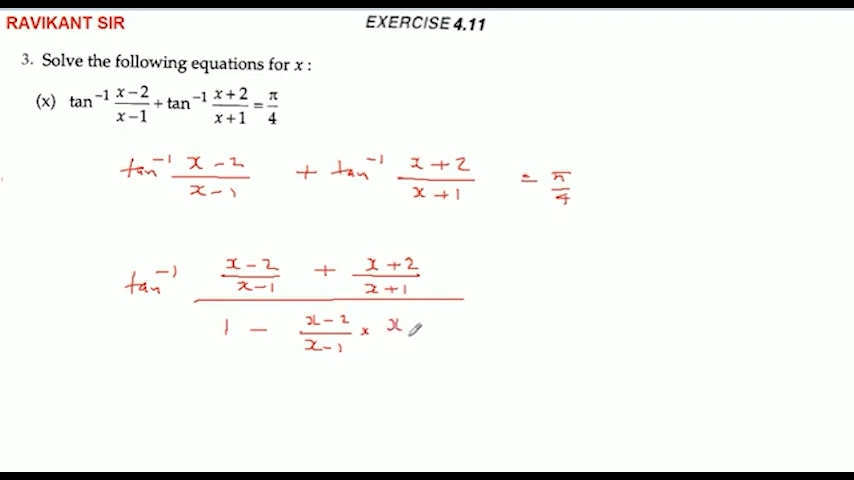 RAVIKANT SIR
EXERCISE 4.11
3. Solve the following equations for x :
(x) tan⁻¹ (x−2)/(x−1) + tan⁻¹ (x+2)/(x+1) = π/4
tan⁻¹ (x−2)/(x−1) + tan⁻¹ (x+2)/(x+1) = π/4
tan⁻¹ (x−2)/(x−1) + (x+2)/(x+1)
1 − (x−2)/(x−1) × x